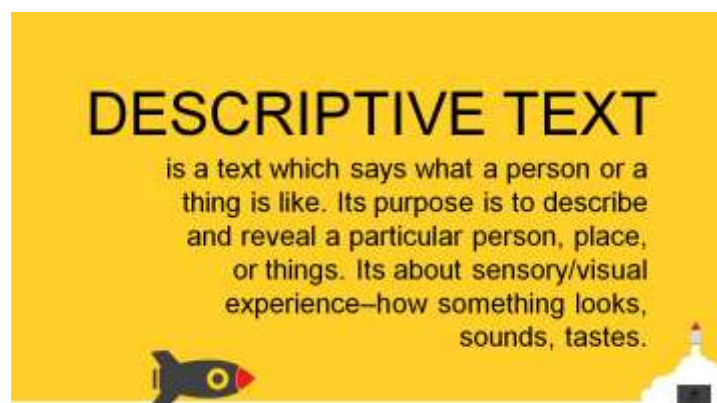 DESCRIPTIVE TEXT
is a text which says what a person or a
thing is like. Its purpose is to describe
and reveal a particular person, place,
or things. Its about sensory/visual
experience–how something looks,
sounds, tastes.